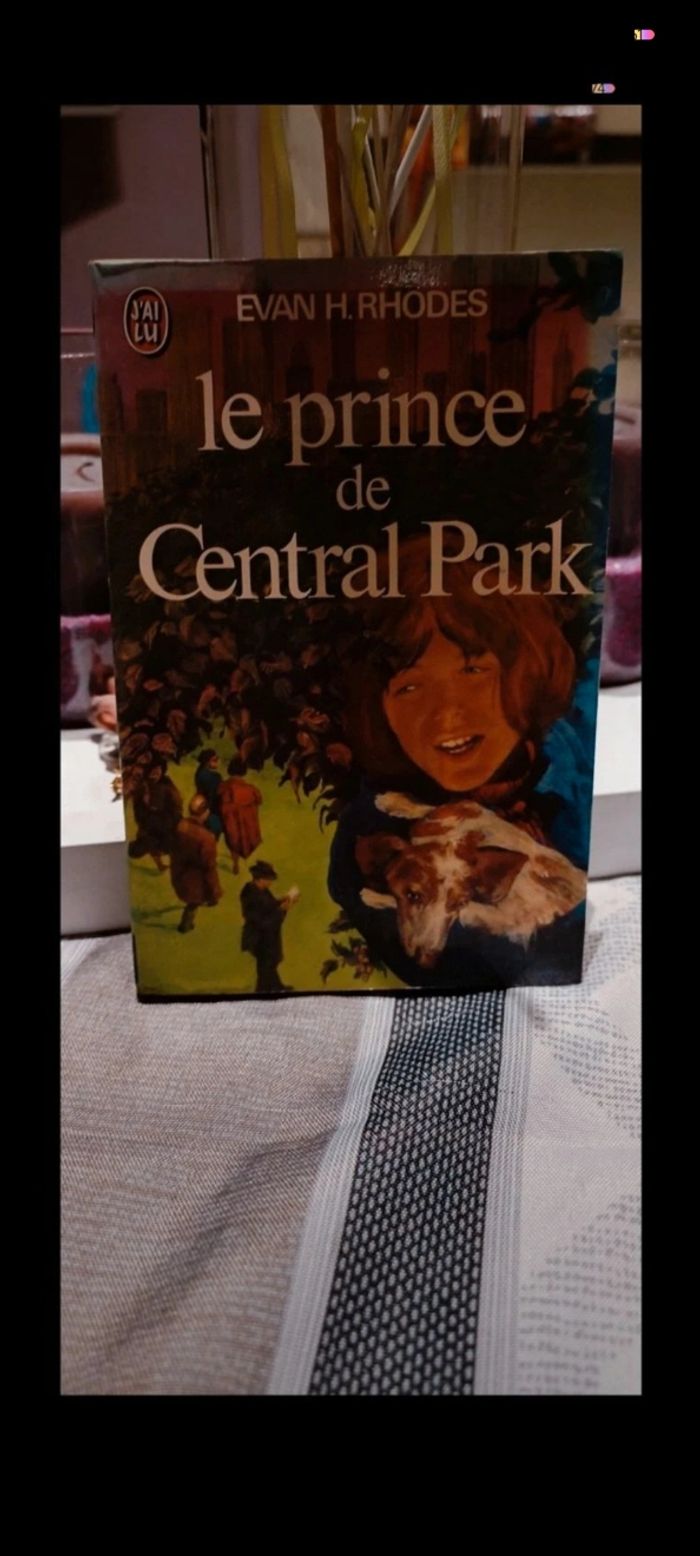 J'AI
LU
EVAN H. RHODES
le prince
de
Central Park